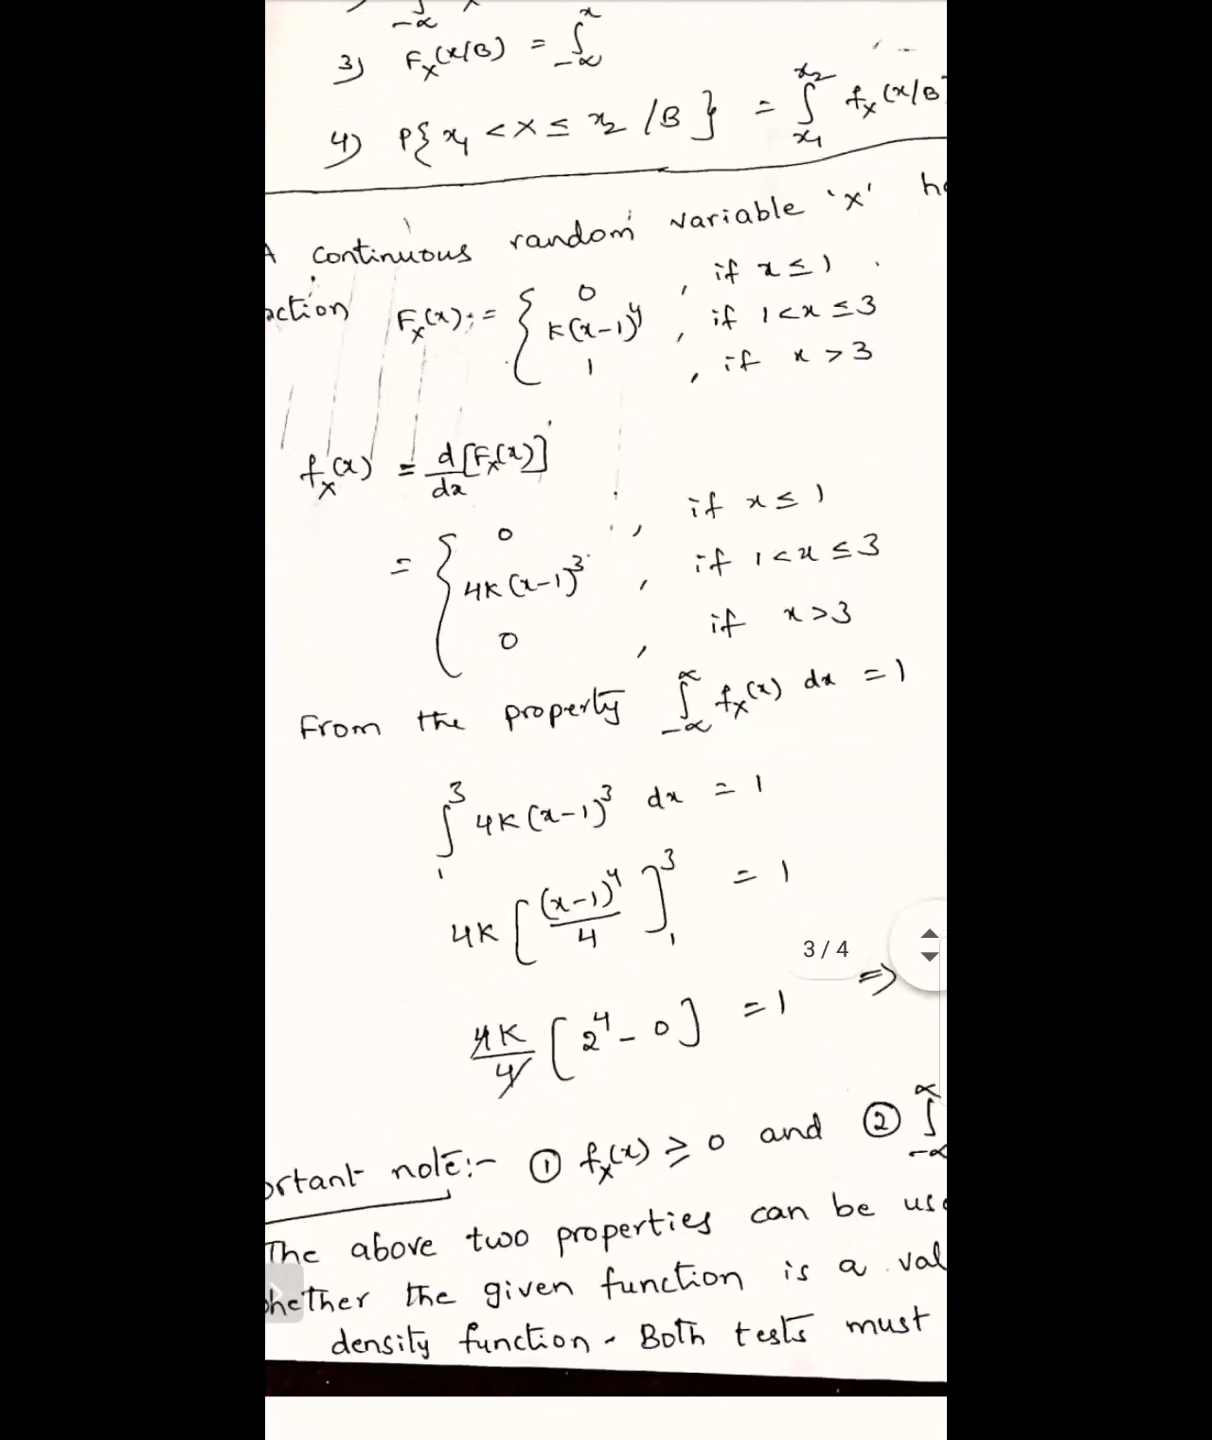 -∞
3) F_X(x/B) = ∫_{-∞}^{x}
4) P{x₁ < X ≤ x₂ /B} = ∫_{x₁}^{x₂} f_X(x/B)
A continuous random variable 'x' ha
ction F_X(x) = { 0 , if x ≤ 1
K(x-1)⁴ , if 1 < x ≤ 3
1 , if x > 3
f_X(x) = d/dx [F_X(x)]
= { 0 , if x ≤ 1
4K(x-1)³ , if 1 < x ≤ 3
0 , if x > 3
From the property ∫_{-∞}^{∞} f_X(x) dx = 1
∫_{1}^{3} 4K(x-1)³ dx = 1
4K [ (x-1)⁴ / 4 ]_{1}^{3} = 1
3 / 4
4K/4 [2⁴ - 0] = 1 ⇒
ortant note:- ① f_X(x) ≥ 0 and ② ∫_{-∞}^{∞}
The above two properties can be use
whether the given function is a val
density function. Both tests must